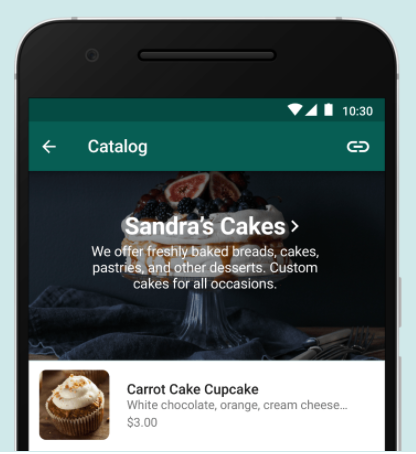 10:30
Catalog
Sandra's Cakes
We offer freshly baked breads, cakes,
pastries, and other desserts. Custom
cakes for all occasions.
Carrot Cake Cupcake
White chocolate, orange, cream cheese...
$3.00